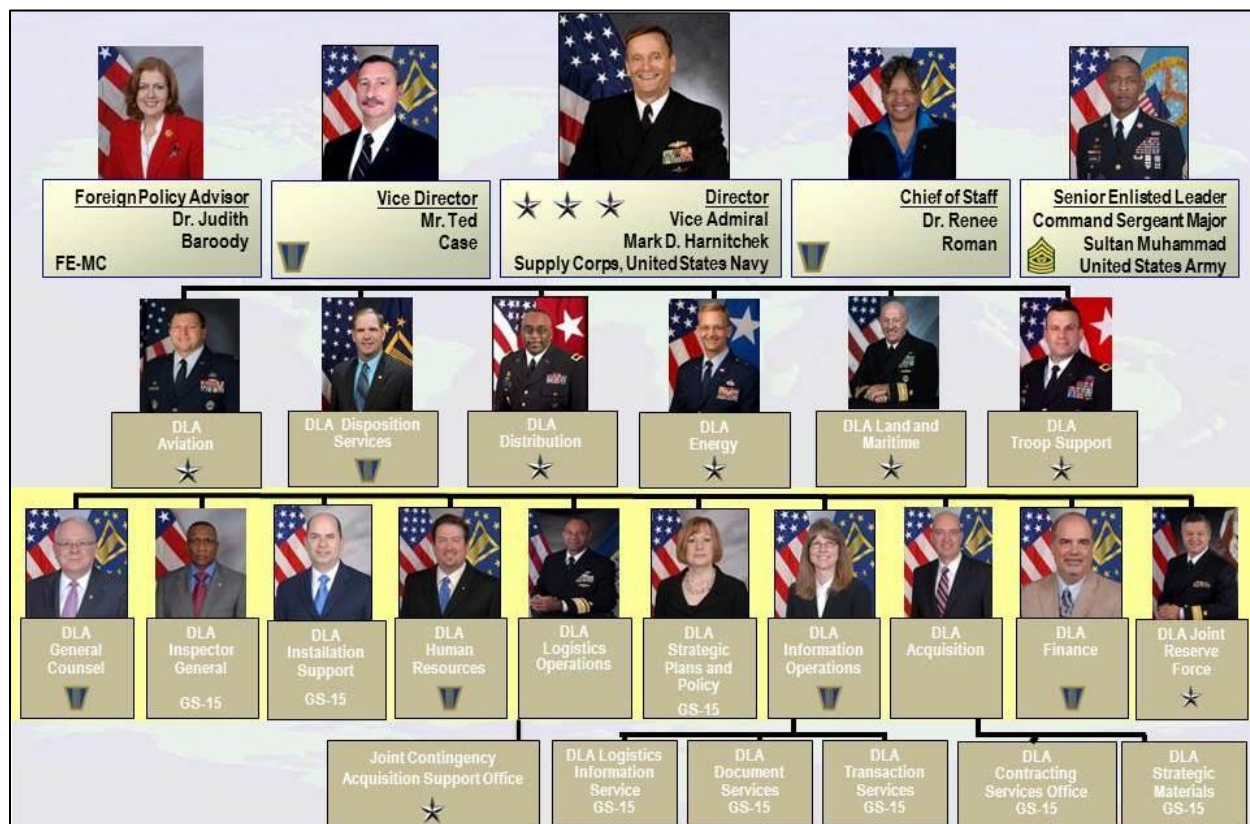 Foreign Policy Advisor
Dr. Judith
Baroody
FE-MC
Vice Director
Mr. Ted
Case
Director
Vice Admiral
Mark D. Harnitchek
Supply Corps, United States Navy
Chief of Staff
Dr. Renee
Roman
Senior Enlisted Leader
Command Sergeant Major
Sultan Muhammad
United States Army
DLA
Aviation
DLA Disposition
Services
DLA
Distribution
DLA
Energy
DLA Land and
Maritime
DLA
Troop Support
DLA
General
Counsel
DLA
Inspector
General
GS-15
DLA
Installation
Support
GS-15
DLA
Human
Resources
DLA
Logistics
Operations
DLA
Strategic
Plans and
Policy
GS-15
DLA
Information
Operations
DLA
Acquisition
DLA
Finance
DLA Joint
Reserve
Force
Joint Contingency
Acquisition Support Office
DLA Logistics
Information
Service
GS-15
DLA
Document
Services
GS-15
DLA
Transaction
Services
GS-15
DLA
Contracting
Services Office
GS-15
DLA
Strategic
Materials
GS-15